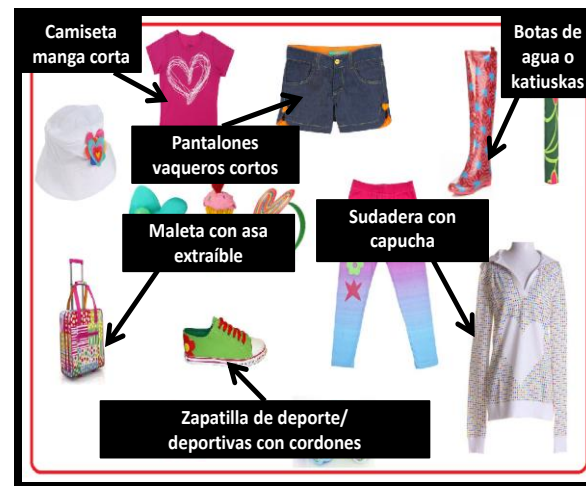 Camiseta
manga corta
Botas de
agua o
katiuskas
Pantalones
vaqueros cortos
Maleta con asa
extraíble
Sudadera con
capucha
Zapatilla de deporte/
deportivas con cordones